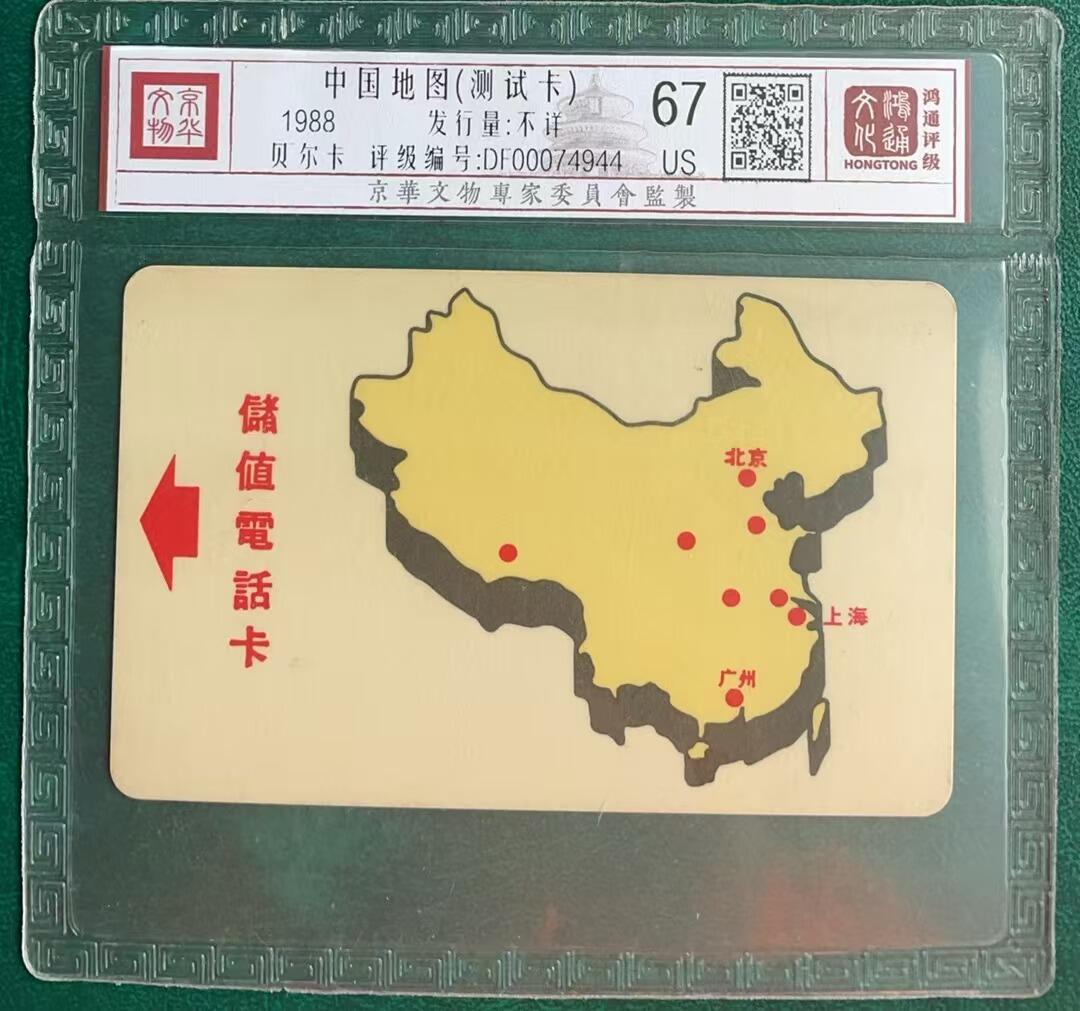 京华文物
中国地图(测试卡)
1988 发行量:不详
贝尔卡 评级编号:DF00074944
67
US
京華文物專家委員會監製
鸿通文化
HONGTONG
鸿通评级
儲值電話卡
北京
上海
广州